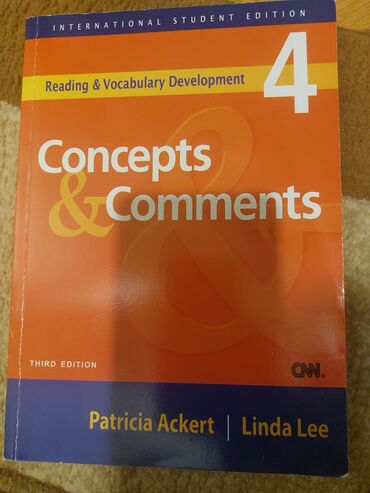 INTERNATIONAL STUDENT EDITION
Reading & Vocabulary Development 4
Concepts
& Comments
THIRD EDITION
CNN®
Patricia Ackert | Linda Lee